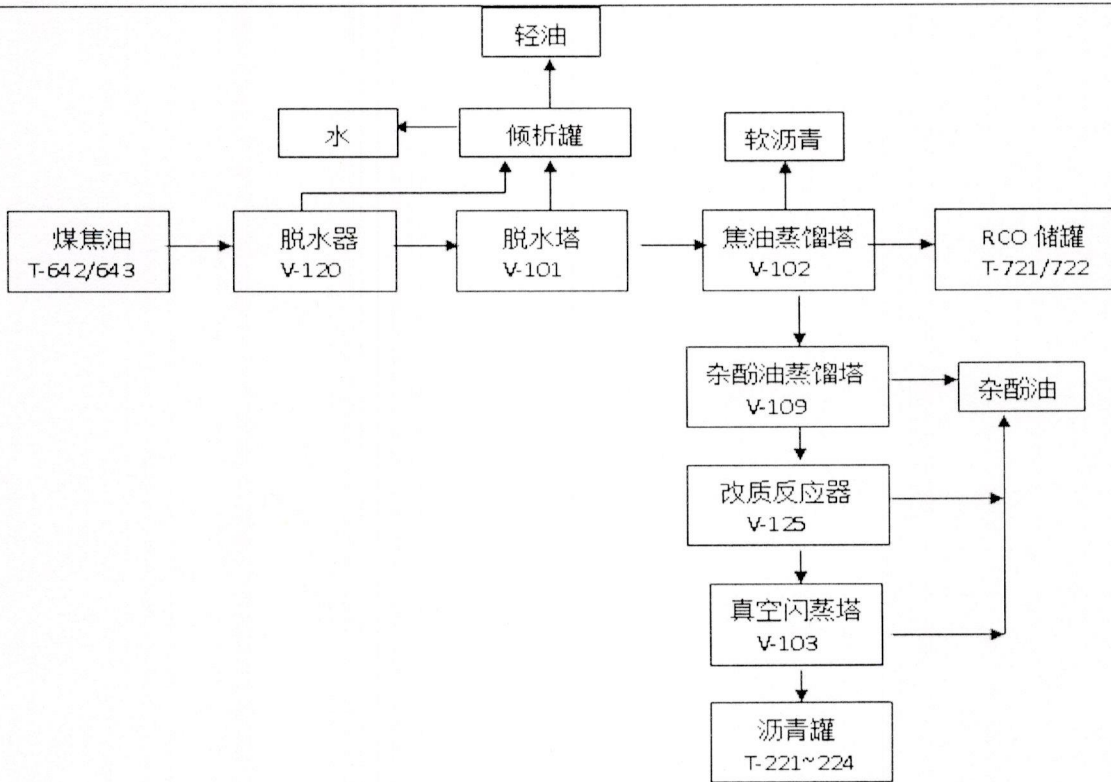 轻油
水
倾析罐
软沥青
煤焦油
T-642/643
脱水器
V-120
脱水塔
V-101
焦油蒸馏塔
V-102
RCO 储罐
T-721/722
杂酚油蒸馏塔
V-109
杂酚油
改质反应器
V-125
真空闪蒸塔
V-103
沥青罐
T-221~224